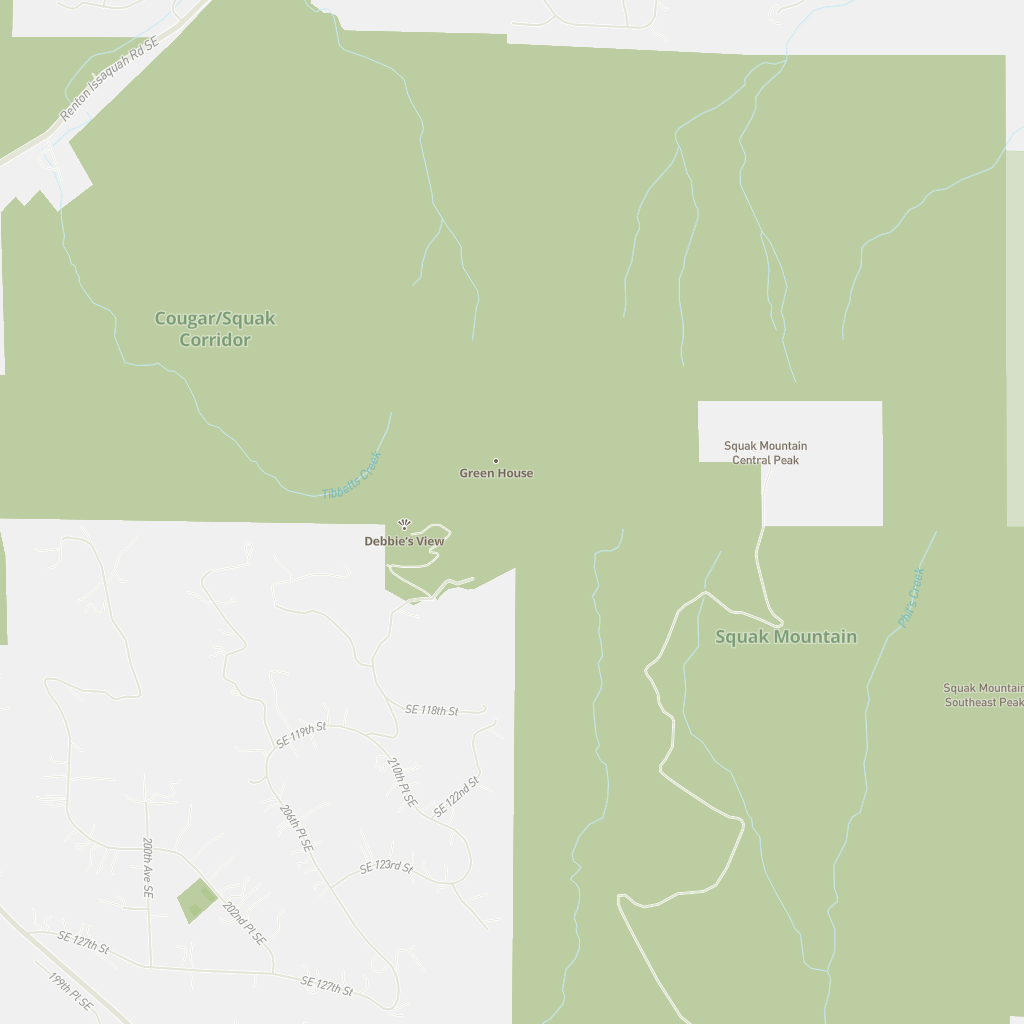 Renton Issaquah Rd SE
Cougar/Squak
Corridor
Squak Mountain
Central Peak
Tibbetts Creek
Green House
Debbie's View
Phil's Creek
Squak Mountain
Squak Mountain
Southeast Peak
SE 118th St
SE 119th St
210th Pl SE
SE 122nd St
206th Pl SE
200th Ave SE
SE 123rd St
202nd Pl SE
SE 127th St
199th Pl SE
SE 127th St